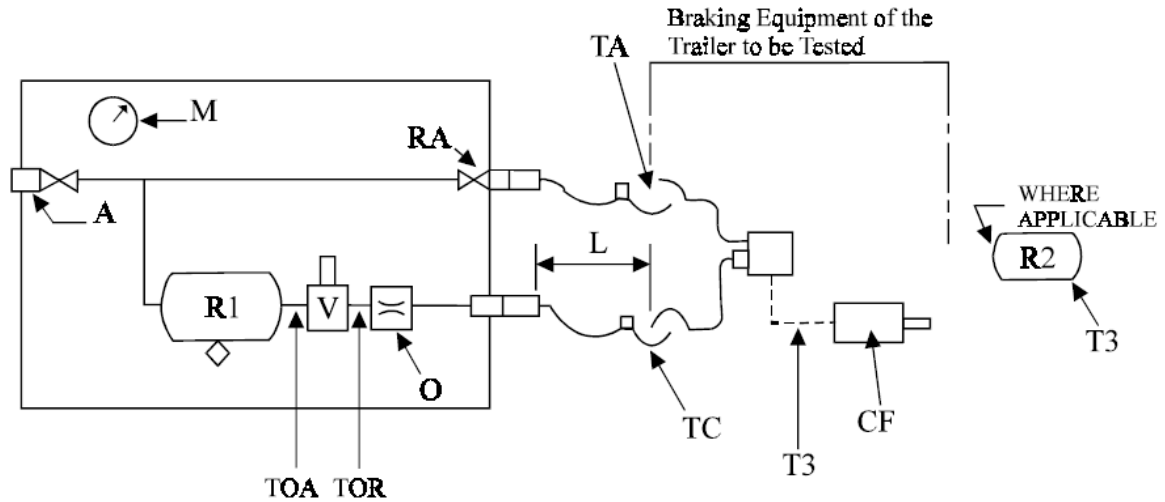 Braking Equipment of the
Trailer to be Tested
TA
M
RA
A
WHERE
APPLICABLE
L
R2
R1
V
T3
O
CF
TC
T3
TOA TOR